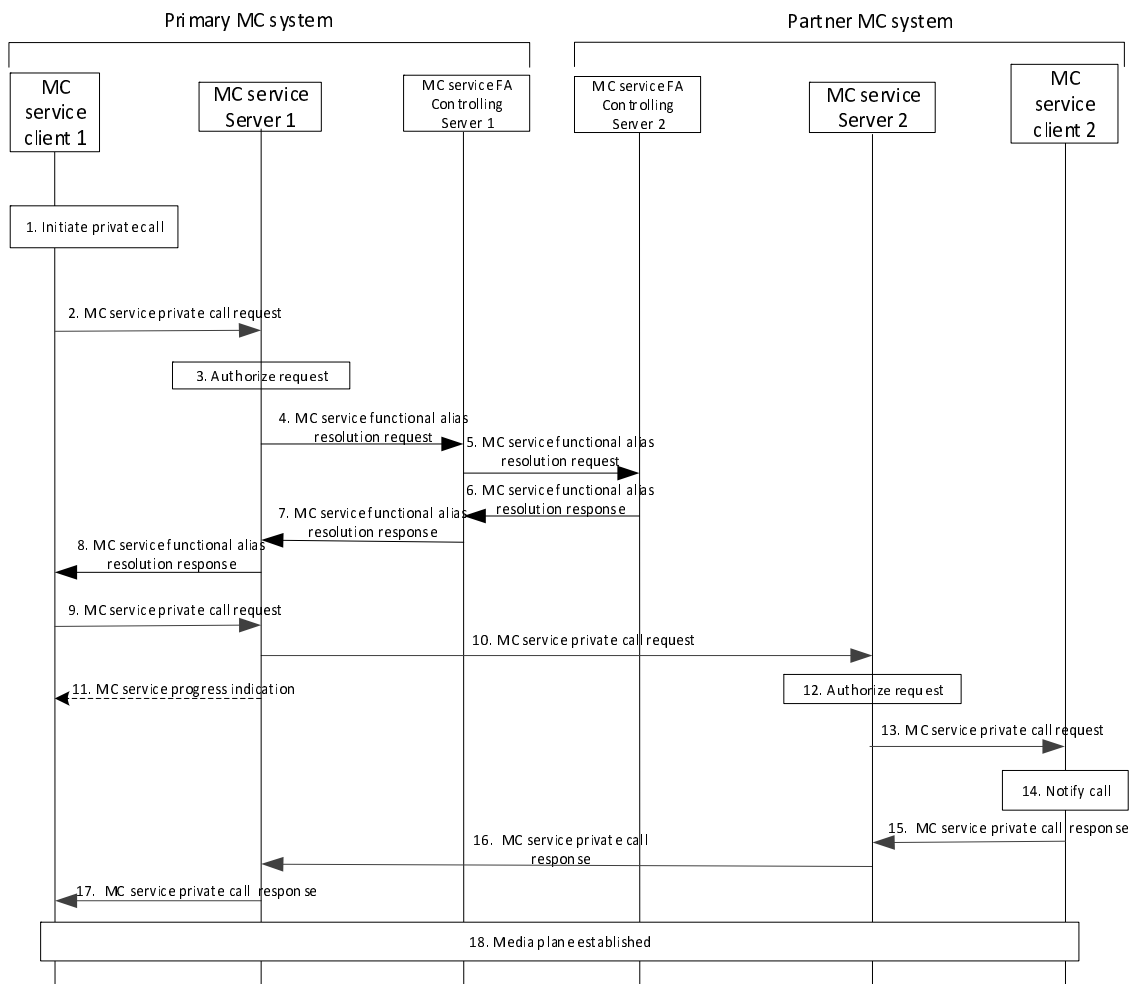 Primary MC system
Partner MC system
MC
service
client 1
MC service
Server 1
MC service FA
Controlling
Server 1
MC service FA
Controlling
Server 2
MC service
Server 2
MC
service
client 2
1. Initiate private call
2. MC service private call request
3. Authorize request
4. MC service functional alias
resolution request
5. MC service functional alias
resolution request
6. MC service functional alias
resolution response
7. MC service functional alias
resolution response
8. MC service functional alias
resolution response
9. MC service private call request
10. MC service private call request
11. MC service progress indication
12. Authorize request
13. MC service private call request
14. Notify call
15. MC service private call response
16. MC service private call
response
17. MC service private call response
18. Media plane established